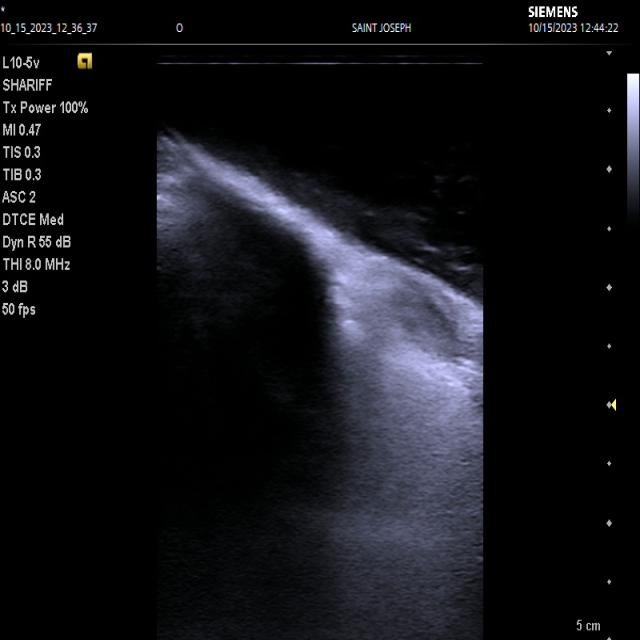 *
SIEMENS
10_15_2023_12_36_37 O SAINT JOSEPH 10/15/2023 12:44:22
L10-5v
SHARIFF
Tx Power 100%
MI 0.47
TIS 0.3
TIB 0.3
ASC 2
DTCE Med
Dyn R 55 dB
THI 8.0 MHz
3 dB
50 fps
5 cm